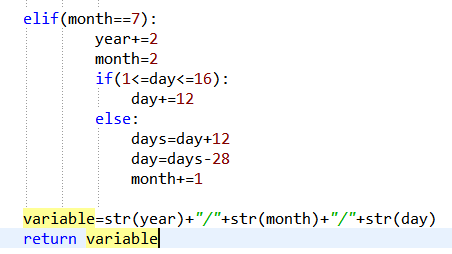 elif(month==7):
year+=2
month=2
if(1<=day<=16):
day+=12
else:
days=day+12
day=days-28
month+=1
variable=str(year)+"/"+str(month)+"/"+str(day)
return variable